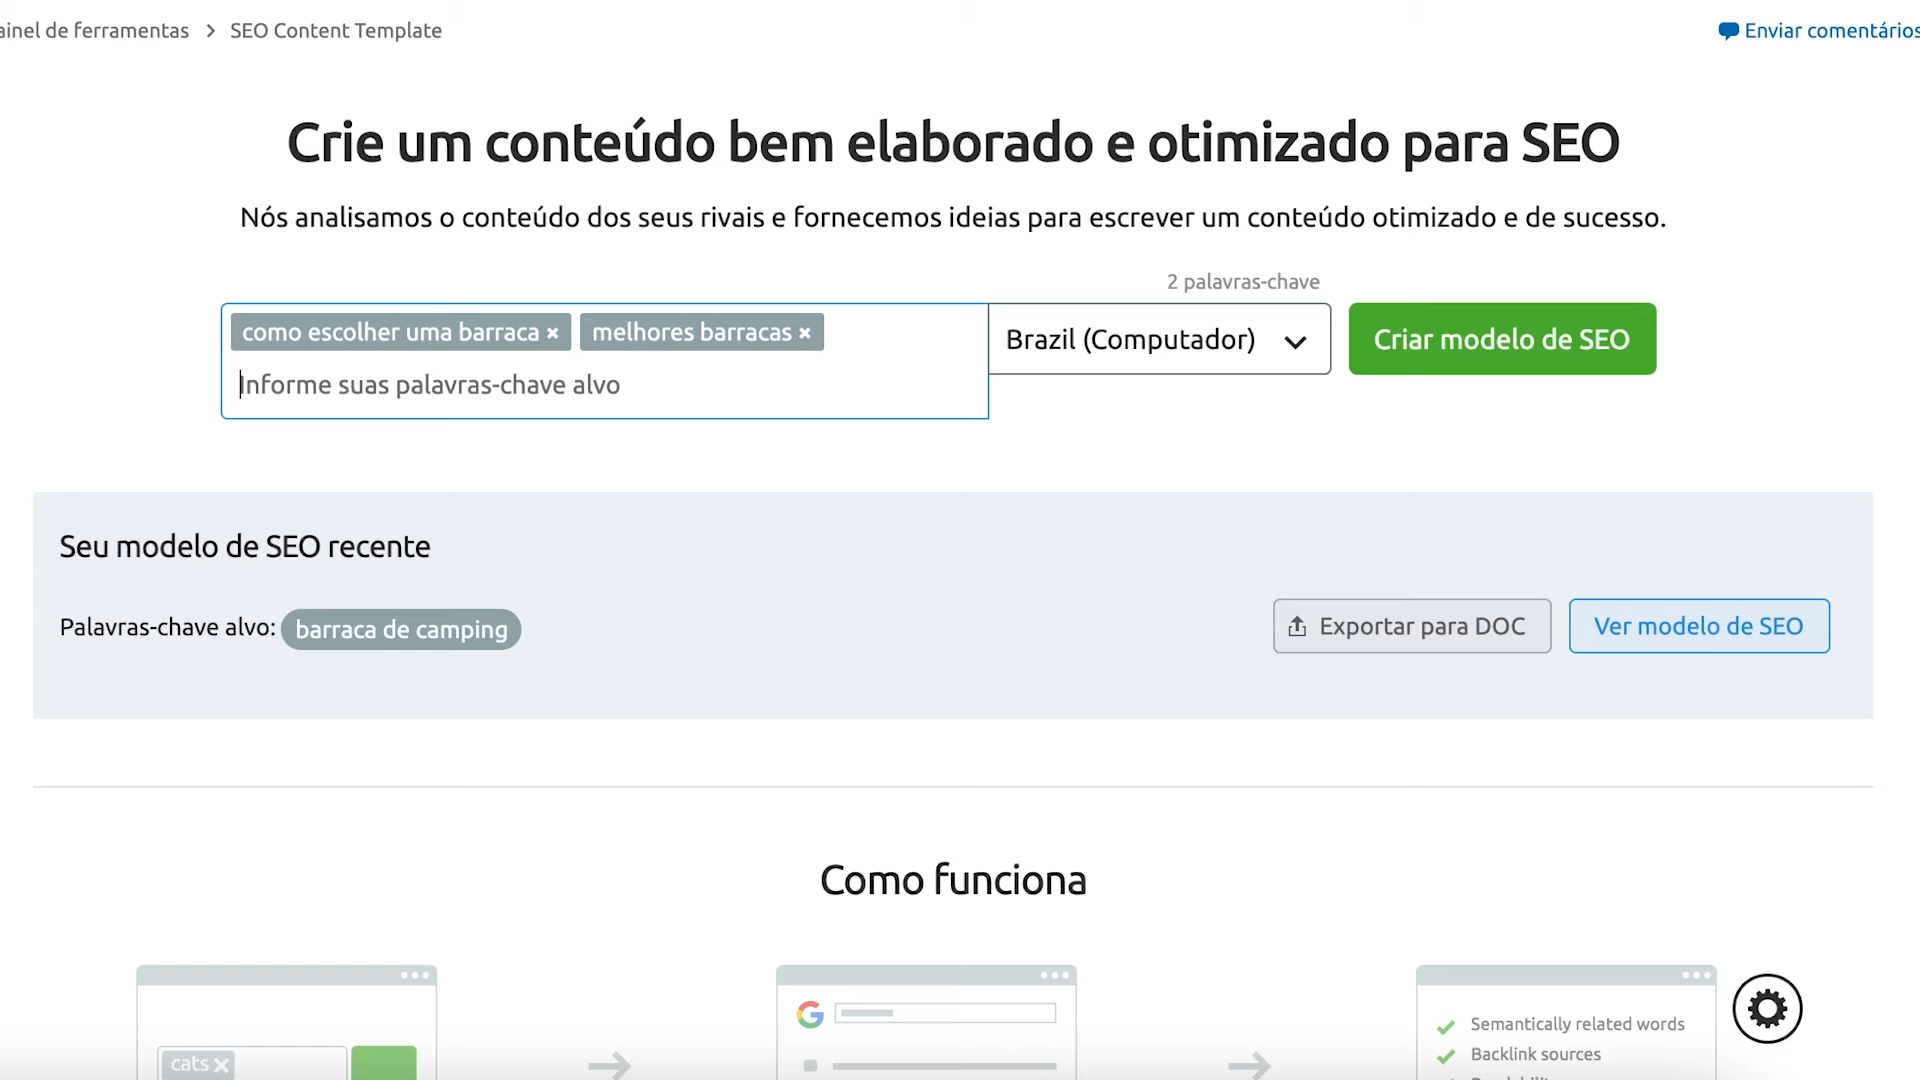 ainel de ferramentas > SEO Content Template
Enviar comentários
Crie um conteúdo bem elaborado e otimizado para SEO
Nós analisamos o conteúdo dos seus rivais e fornecemos ideias para escrever um conteúdo otimizado e de sucesso.
2 palavras-chave
como escolher uma barraca × melhores barracas ×
Informe suas palavras-chave alvo
Brazil (Computador)
Criar modelo de SEO
Seu modelo de SEO recente
Palavras-chave alvo: barraca de camping
Exportar para DOC
Ver modelo de SEO
Como funciona
cats ×
Semantically related words
Backlink sources